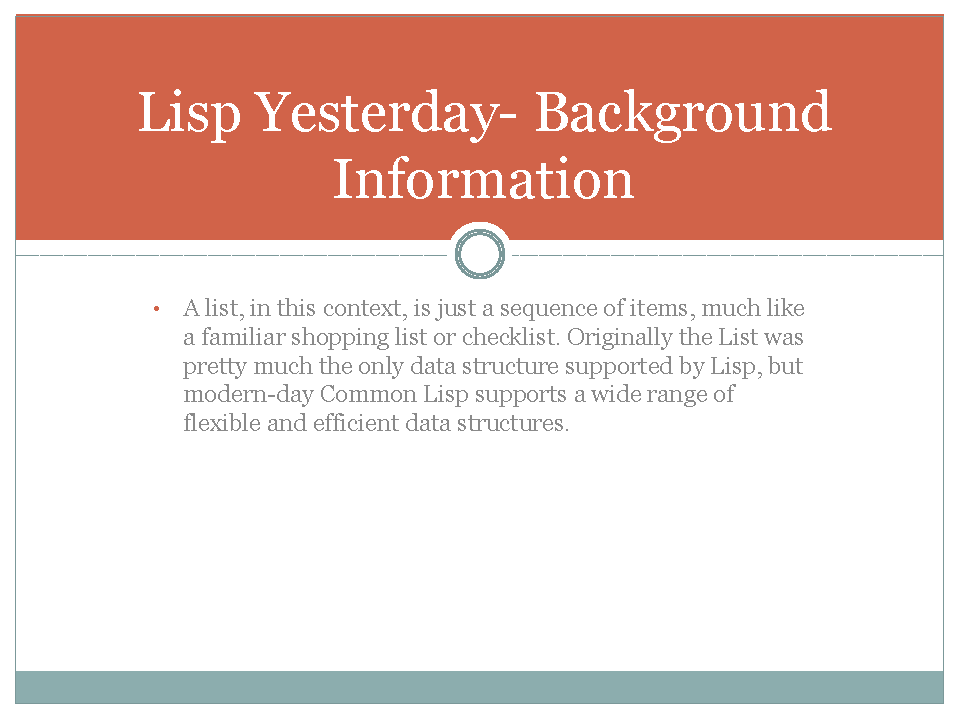 Lisp Yesterday- Background
Information
• A list, in this context, is just a sequence of items, much like
a familiar shopping list or checklist. Originally the List was
pretty much the only data structure supported by Lisp, but
modern-day Common Lisp supports a wide range of
flexible and efficient data structures.